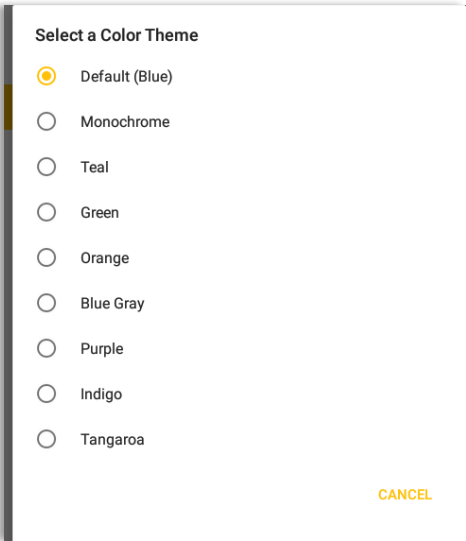 Select a Color Theme
Default (Blue)
Monochrome
Teal
Green
Orange
Blue Gray
Purple
Indigo
Tangaroa
CANCEL